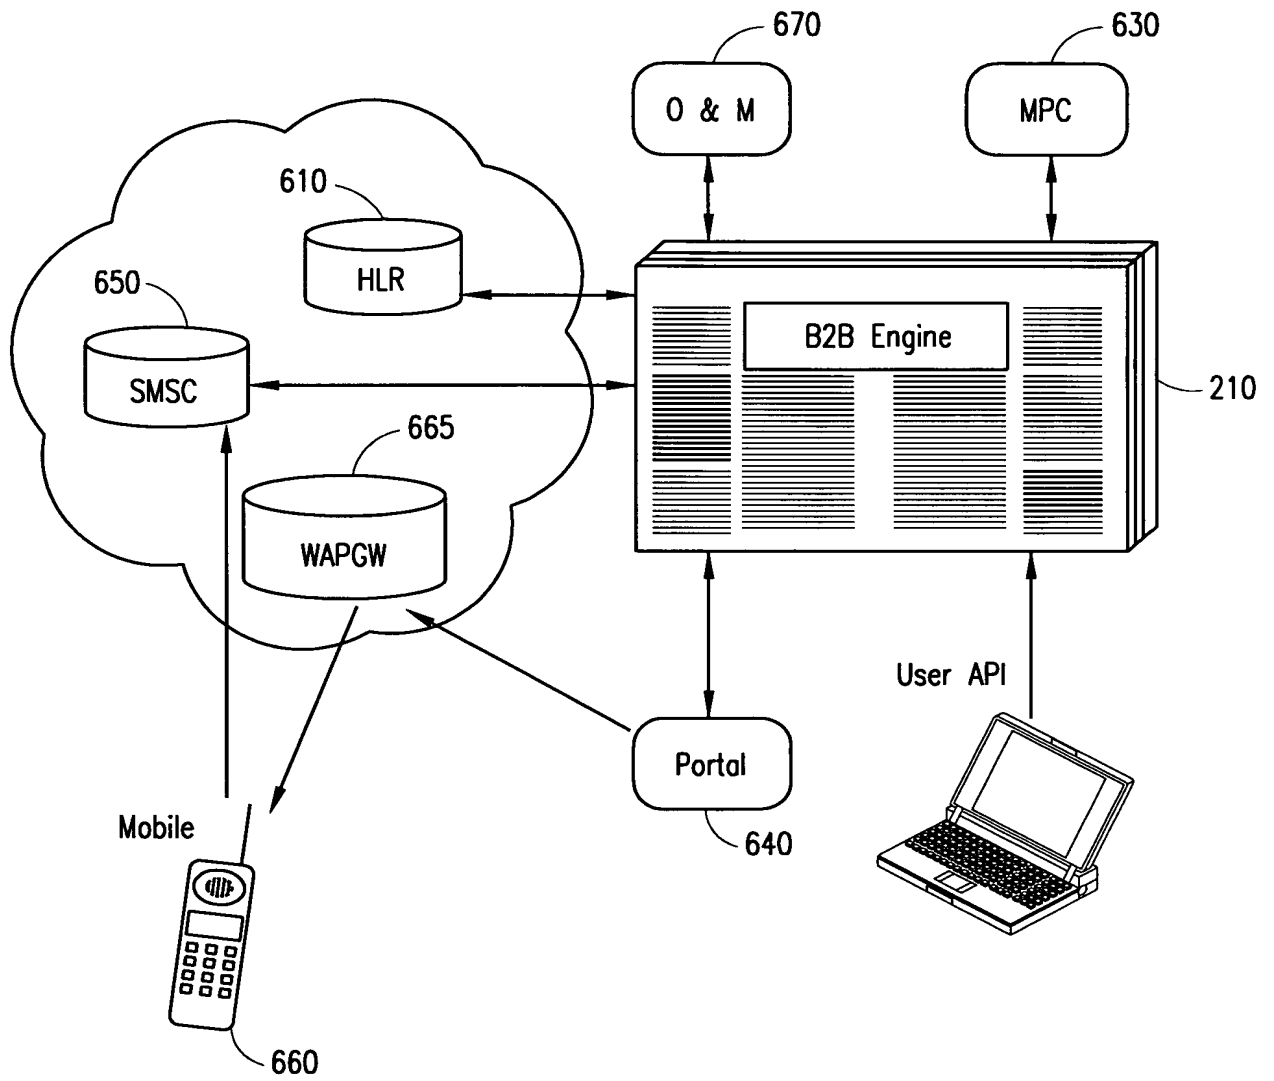 670
630
O & M
MPC
610
HLR
650
SMSC
B2B Engine
210
665
WAPGW
User API
Portal
Mobile
640
660